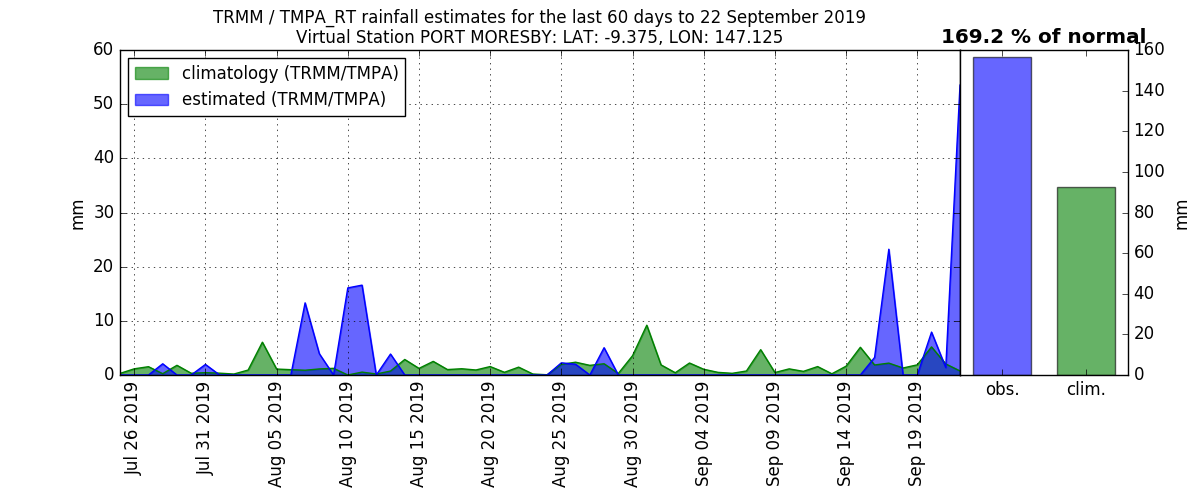 TRMM / TMPA_RT rainfall estimates for the last 60 days to 22 September 2019
Virtual Station PORT MORESBY: LAT: -9.375, LON: 147.125
169.2 % of normal
climatology (TRMM/TMPA)
estimated (TRMM/TMPA)
mm
60
50
40
30
20
10
0
Jul 26 2019
Jul 31 2019
Aug 05 2019
Aug 10 2019
Aug 15 2019
Aug 20 2019
Aug 25 2019
Aug 30 2019
Sep 04 2019
Sep 09 2019
Sep 14 2019
Sep 19 2019
obs.
clim.
160
140
120
100
80
60
40
20
0
mm